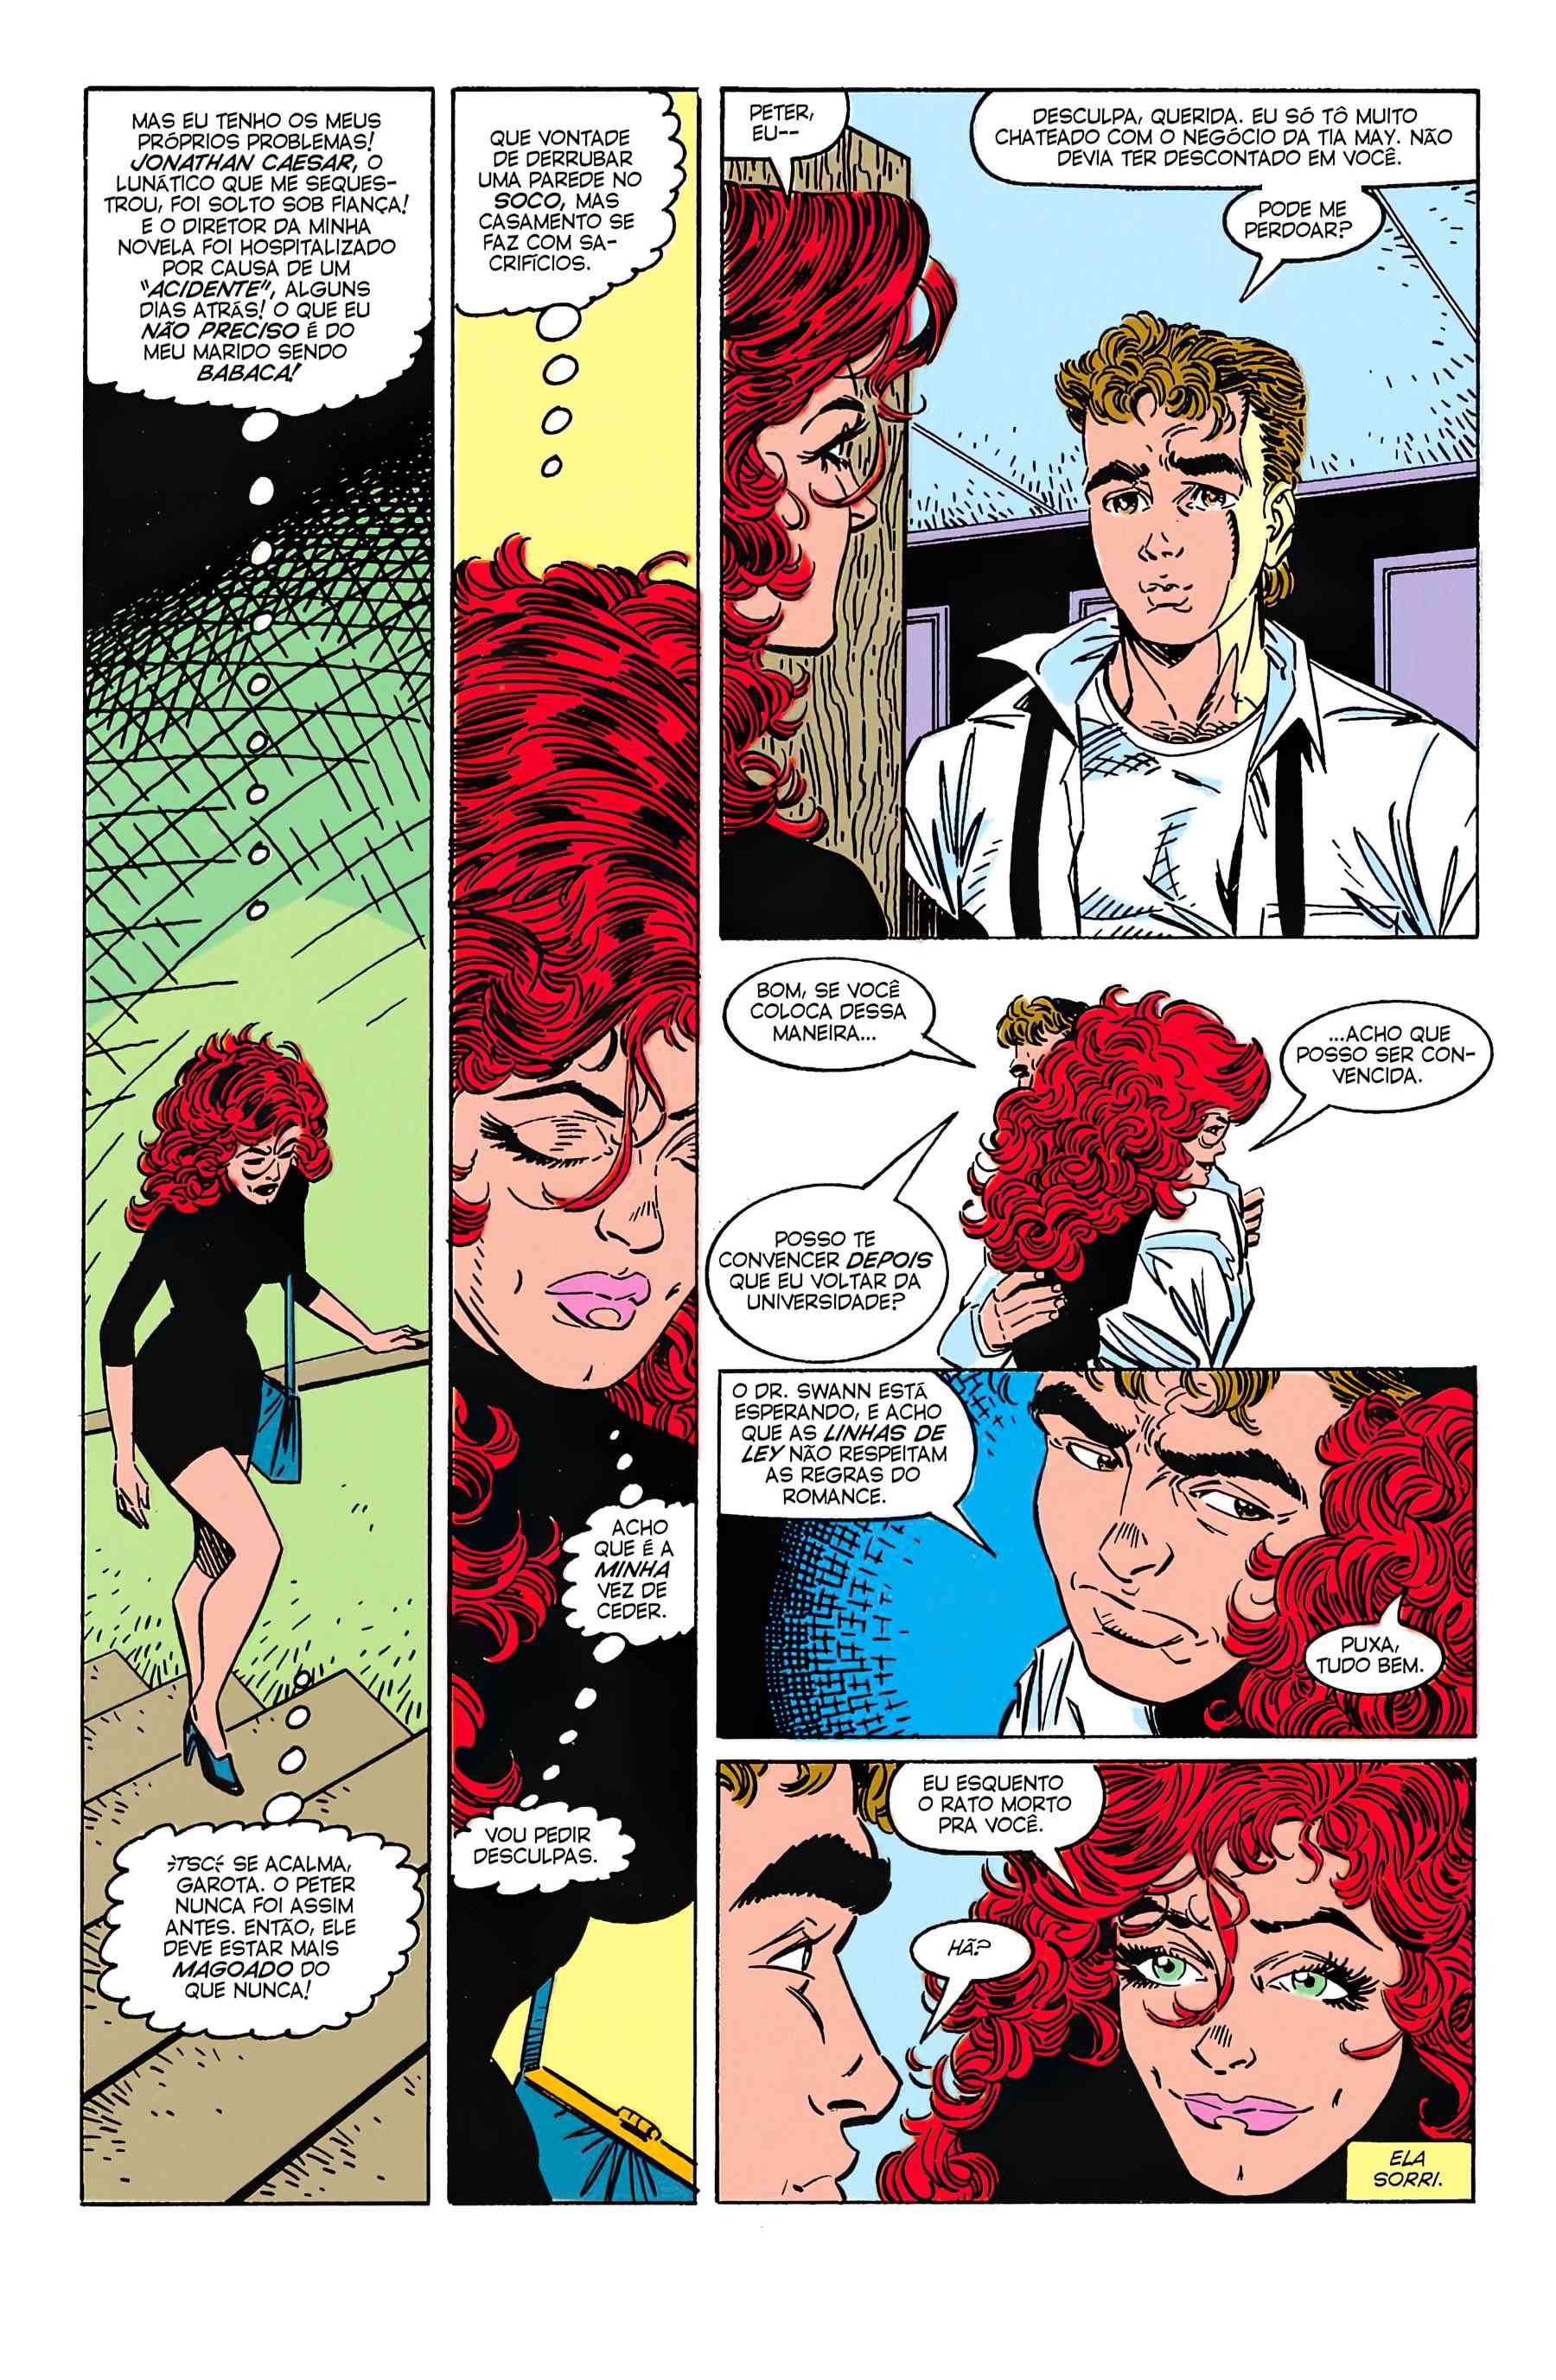 MAS EU TENHO OS MEUS
PRÓPRIOS PROBLEMAS!
JONATHAN CAESAR, O
LUNÁTICO QUE ME SEQUES-
TROU, FOI SOLTO SOB FIANÇA!
E O DIRETOR DA MINHA
NOVELA FOI HOSPITALIZADO
POR CAUSA DE UM
"ACIDENTE", ALGUNS
DIAS ATRÁS! O QUE EU
NÃO PRECISO É DO
MEU MARIDO SENDO
BABACA!
TSC SE ACALMA,
GAROTA. O PETER
NUNCA FOI ASSIM
ANTES. ENTÃO, ELE
DEVE ESTAR MAIS
MAGOADO DO
QUE NUNCA!
QUE VONTADE
DE DERRUBAR
UMA PAREDE NO
SOCO, MAS
CASAMENTO SE
FAZ COM SA-
CRIFÍCIOS.
ACHO
QUE É A
MINHA
VEZ DE
CEDER.
VOU PEDIR
DESCULPAS.
PETER,
EU--
DESCULPA, QUERIDA. EU SÓ TÔ MUITO
CHATEADO COM O NEGÓCIO DA TIA MAY. NÃO
DEVIA TER DESCONTADO EM VOCÊ.
PODE ME
PERDOAR?
BOM, SE VOCÊ
COLOCA DESSA
MANEIRA...
...ACHO QUE
POSSO SER CON-
VENCIDA.
POSSO TE
CONVENCER DEPOIS
QUE EU VOLTAR DA
UNIVERSIDADE?
O DR. SWANN ESTÁ
ESPERANDO, E ACHO
QUE AS LINHAS DE
LEY NÃO RESPEITAM
AS REGRAS DO
ROMANCE.
PUXA,
TUDO BEM.
EU ESQUENTO
O RATO MORTO
PRA VOCÊ.
HÃ?
ELA
SORRI.